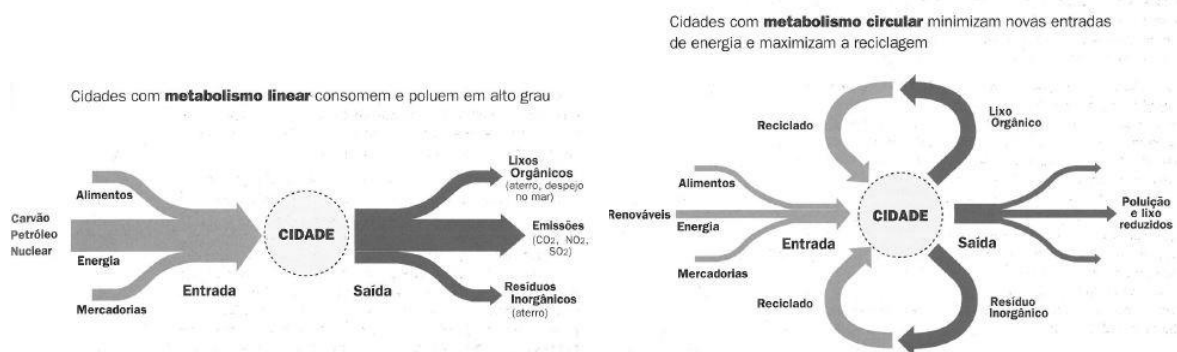 Cidades com metabolismo linear consomem e poluem em alto grau
Carvão
Petróleo
Nuclear
Alimentos
Energia
Mercadorias
Entrada
CIDADE
Saída
Lixos
Orgânicos
(aterro, despejo
no mar)
Emissões
(CO2, NO2,
SO2)
Resíduos
Inorgânicos
(aterro)
Cidades com metabolismo circular minimizam novas entradas
de energia e maximizam a reciclagem
Reciclado
Lixo
Orgânico
Alimentos
Renováveis
Energia
Mercadorias
Entrada
CIDADE
Saída
Poluição
e lixo
reduzidos
Reciclado
Resíduo
Inorgânico